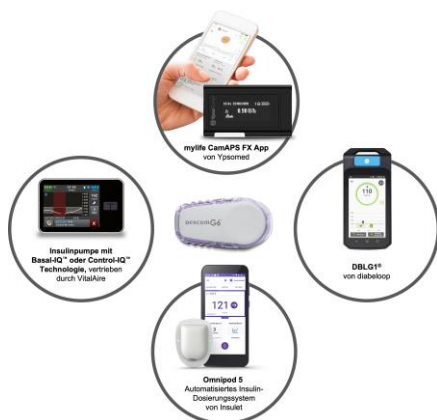 mylife CamAPS FX App
von Ypsomed
Insulinpumpe mit
Basal-IQ™ oder Control-IQ™
Technologie, vertrieben
durch VitalAire
Dexcom G6
110
DBLG1®
von diabeloop
121
Omnipod 5
Automatisiertes Insulin-
Dosierungssystem
von Insulet